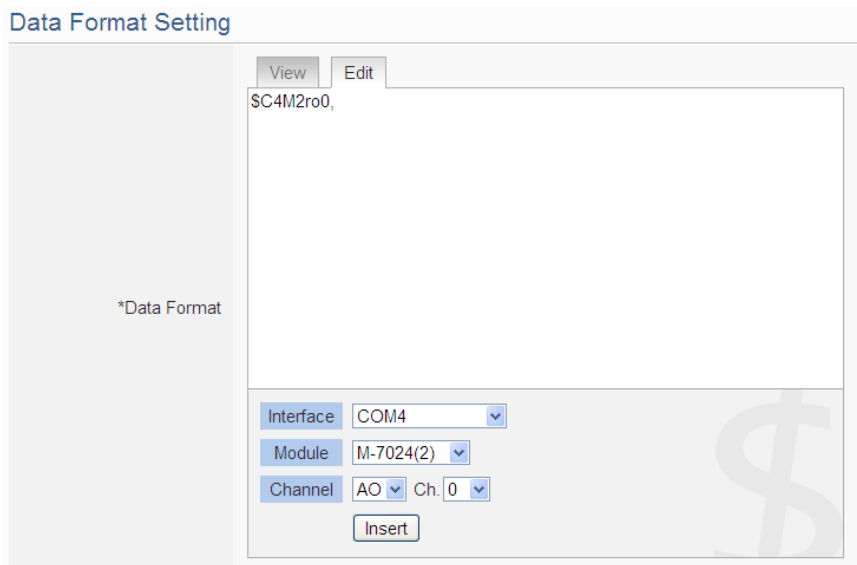 Data Format Setting
View Edit
$C4M2ro0,
*Data Format
Interface COM4
Module M-7024(2)
Channel AO Ch. 0
Insert
$